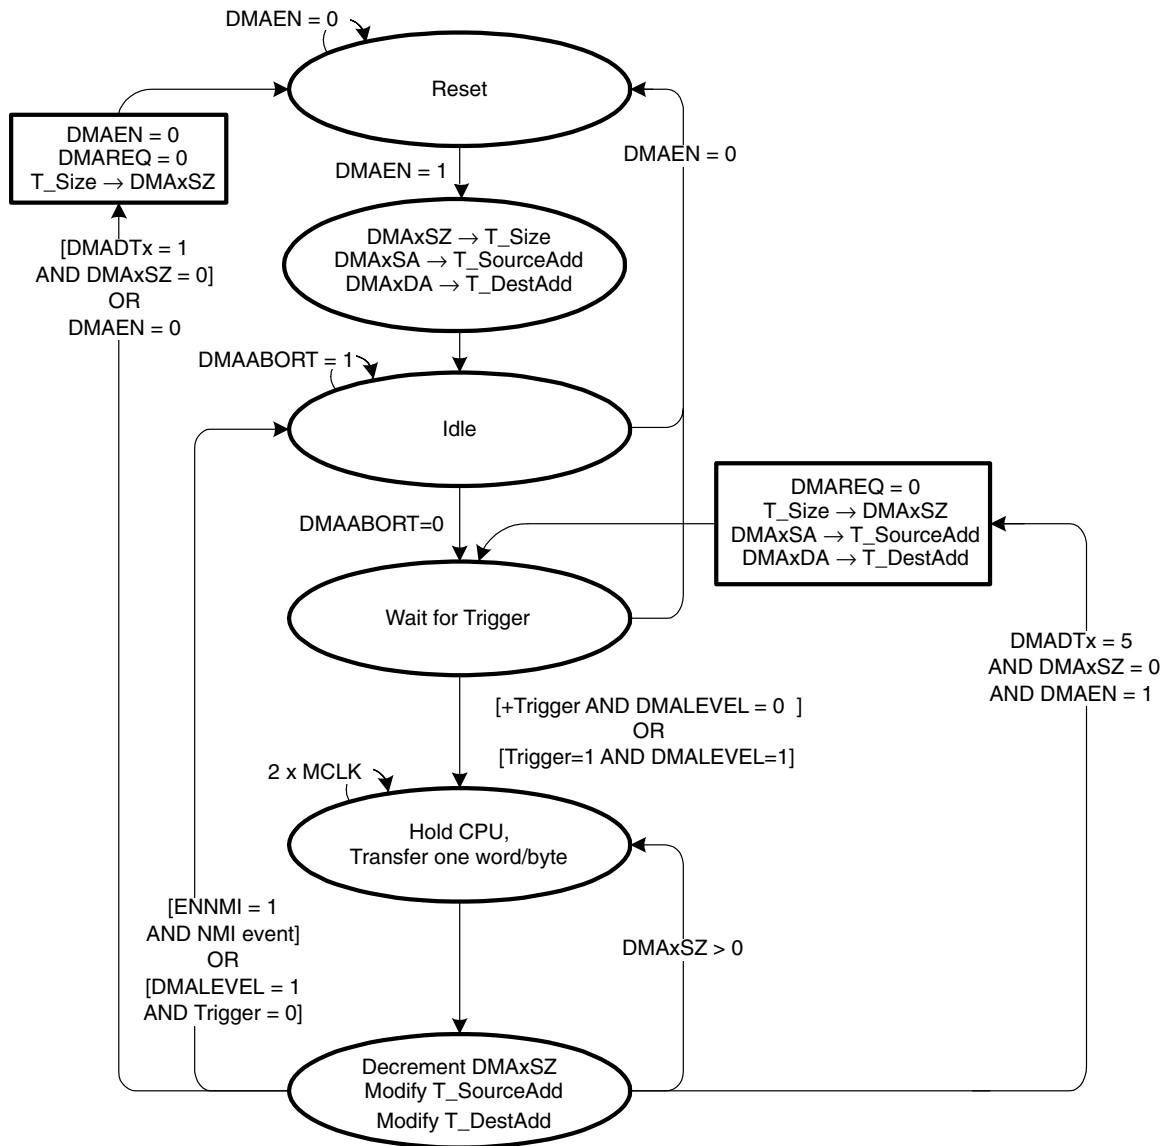 DMAEN = 0
Reset
DMAEN = 0
DMAREQ = 0
T_Size → DMAxSZ
DMAEN = 0
DMAEN = 1
[DMADTx = 1
AND DMAxSZ = 0]
OR
DMAEN = 0
DMAxSZ → T_Size
DMAxSA → T_SourceAdd
DMAxDA → T_DestAdd
DMAABORT = 1
Idle
DMAABORT=0
DMAREQ = 0
T_Size → DMAxSZ
DMAxSA → T_SourceAdd
DMAxDA → T_DestAdd
Wait for Trigger
DMADTx = 5
AND DMAxSZ = 0
AND DMAEN = 1
[+Trigger AND DMALEVEL = 0 ]
OR
[Trigger=1 AND DMALEVEL=1]
2 x MCLK
Hold CPU,
Transfer one word/byte
[ENNMI = 1
AND NMI event]
OR
[DMALEVEL = 1
AND Trigger = 0]
DMAxSZ > 0
Decrement DMAxSZ
Modify T_SourceAdd
Modify T_DestAdd